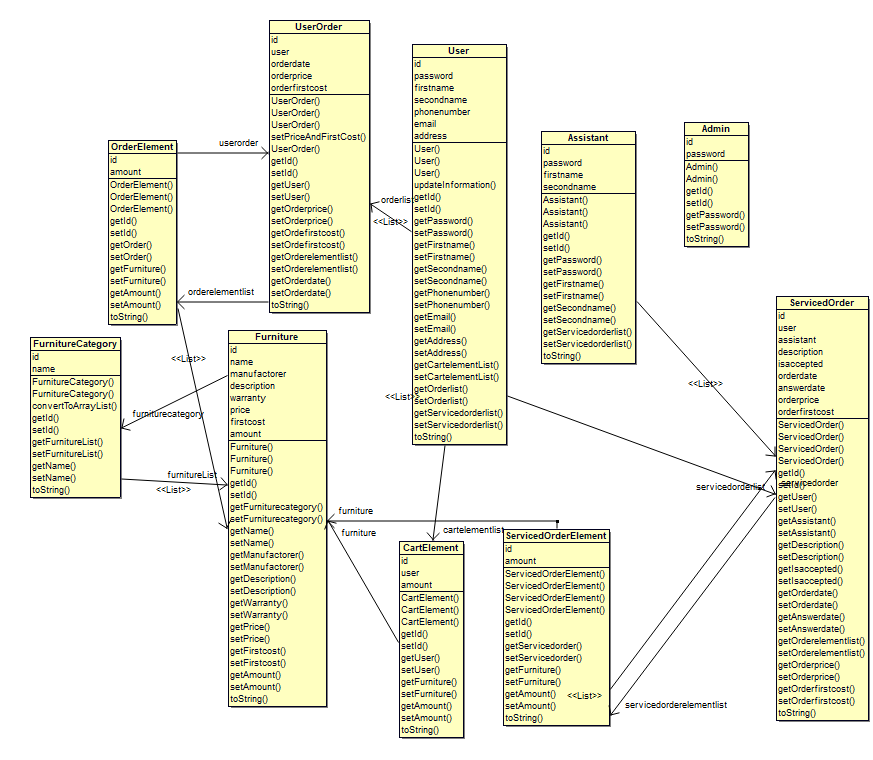 UserOrder
id
user
orderdate
orderprice
orderfirstcost
UserOrder()
UserOrder()
UserOrder()
setPriceAndFirstCost()
UserOrder()
getId()
setId()
getUser()
setUser()
getOrderprice()
setOrderprice()
getOrdefirstcost()
setOrdefirstcost()
getOrderelementlist()
setOrderelementlist()
getOrderdate()
setOrderdate()
toString()
User
id
password
firstname
secondname
phonenumber
email
address
User()
User()
User()
updateInformation()
getId()
setId()
getPassword()
setPassword()
getFirstname()
setFirstname()
getSecondname()
setSecondname()
getPhonenumber()
setPhonenumber()
getEmail()
setEmail()
getAddress()
setAddress()
getCartelementList()
setCartelementList()
getOrderlist()
setOrderlist()
getServicedorderlist()
setServicedorderlist()
toString()
Assistant
id
password
firstname
secondname
Assistant()
Assistant()
Assistant()
getId()
setId()
getPassword()
setPassword()
getFirstname()
setFirstname()
getSecondname()
setSecondname()
getServicedorderlist()
setServicedorderlist()
toString()
Admin
id
password
Admin()
Admin()
getId()
setId()
getPassword()
setPassword()
toString()
OrderElement
id
amount
OrderElement()
OrderElement()
OrderElement()
getId()
setId()
getOrder()
setOrder()
getFurniture()
setFurniture()
getAmount()
setAmount()
toString()
userorder
orderlist
<<List>>
orderelementlist
<<List>>
ServicedOrder
id
user
assistant
description
isaccepted
orderdate
answerdate
orderprice
orderfirstcost
ServicedOrder()
ServicedOrder()
ServicedOrder()
ServicedOrder()
getId()
setId()
getUser()
setUser()
getAssistant()
setAssistant()
getDescription()
setDescription()
getIsaccepted()
setIsaccepted()
getOrderdate()
setOrderdate()
getAnswerdate()
setAnswerdate()
getOrderelementlist()
setOrderelementlist()
getOrderprice()
setOrderprice()
getOrderfirstcost()
setOrderfirstcost()
toString()
FurnitureCategory
id
name
FurnitureCategory()
FurnitureCategory()
convertToArrayList()
getId()
setId()
getFurnitureList()
setFurnitureList()
getName()
setName()
toString()
Furniture
id
name
manufactorer
description
warranty
price
firstcost
amount
Furniture()
Furniture()
Furniture()
getId()
setId()
getFurniturecategory()
setFurniturecategory()
getName()
setName()
getManufactorer()
setManufactorer()
getDescription()
setDescription()
getWarranty()
setWarranty()
getPrice()
setPrice()
getFirstcost()
setFirstcost()
getAmount()
setAmount()
toString()
<<List>>
<<List>>
furniturecategory
furnitureList
<<List>>
servicedorderlist
servicedorder
furniture
furniture
cartelementlist
CartElement
id
user
amount
CartElement()
CartElement()
CartElement()
getId()
setId()
getUser()
setUser()
getFurniture()
setFurniture()
getAmount()
setAmount()
toString()
ServicedOrderElement
id
amount
ServicedOrderElement()
ServicedOrderElement()
ServicedOrderElement()
ServicedOrderElement()
getId()
setId()
getServicedorder()
setServicedorder()
getFurniture()
setFurniture()
getAmount()
setAmount()
toString()
<<List>>
servicedorderelementlist